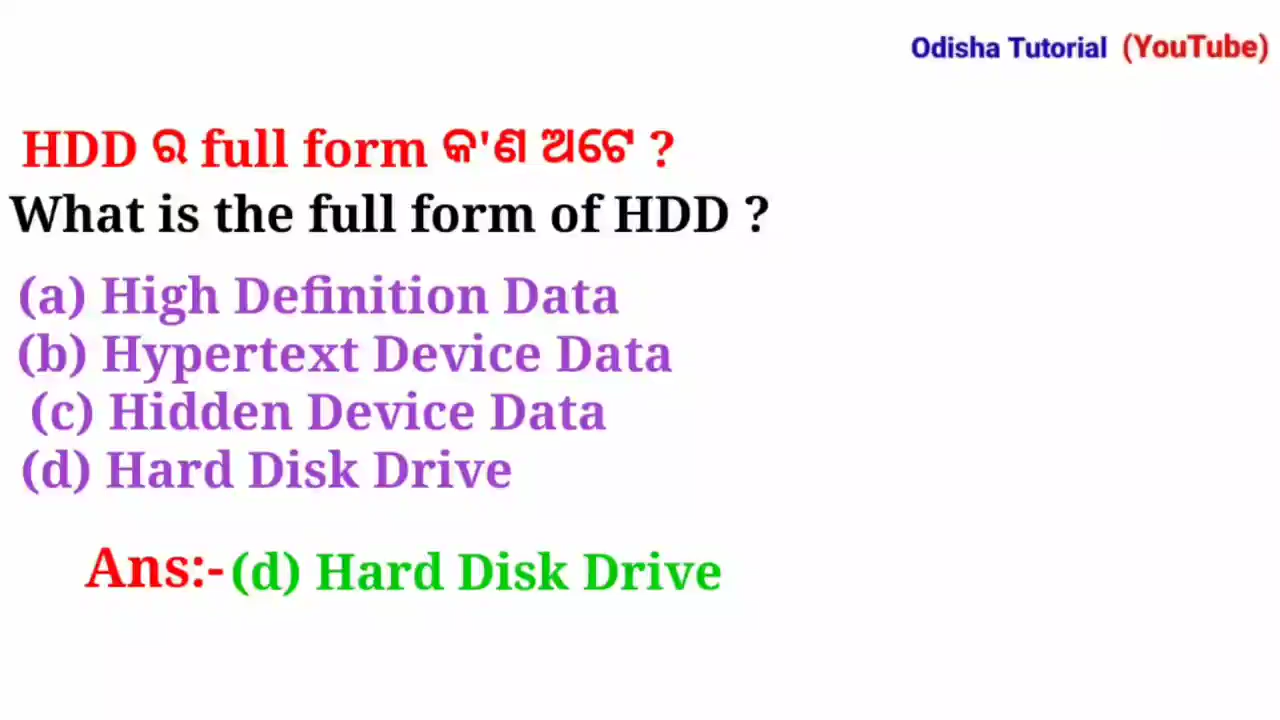 Odisha Tutorial (YouTube)
HDD ର full form କ'ଣ ଅଟେ ?
What is the full form of HDD ?
(a) High Definition Data
(b) Hypertext Device Data
(c) Hidden Device Data
(d) Hard Disk Drive
Ans:- (d) Hard Disk Drive